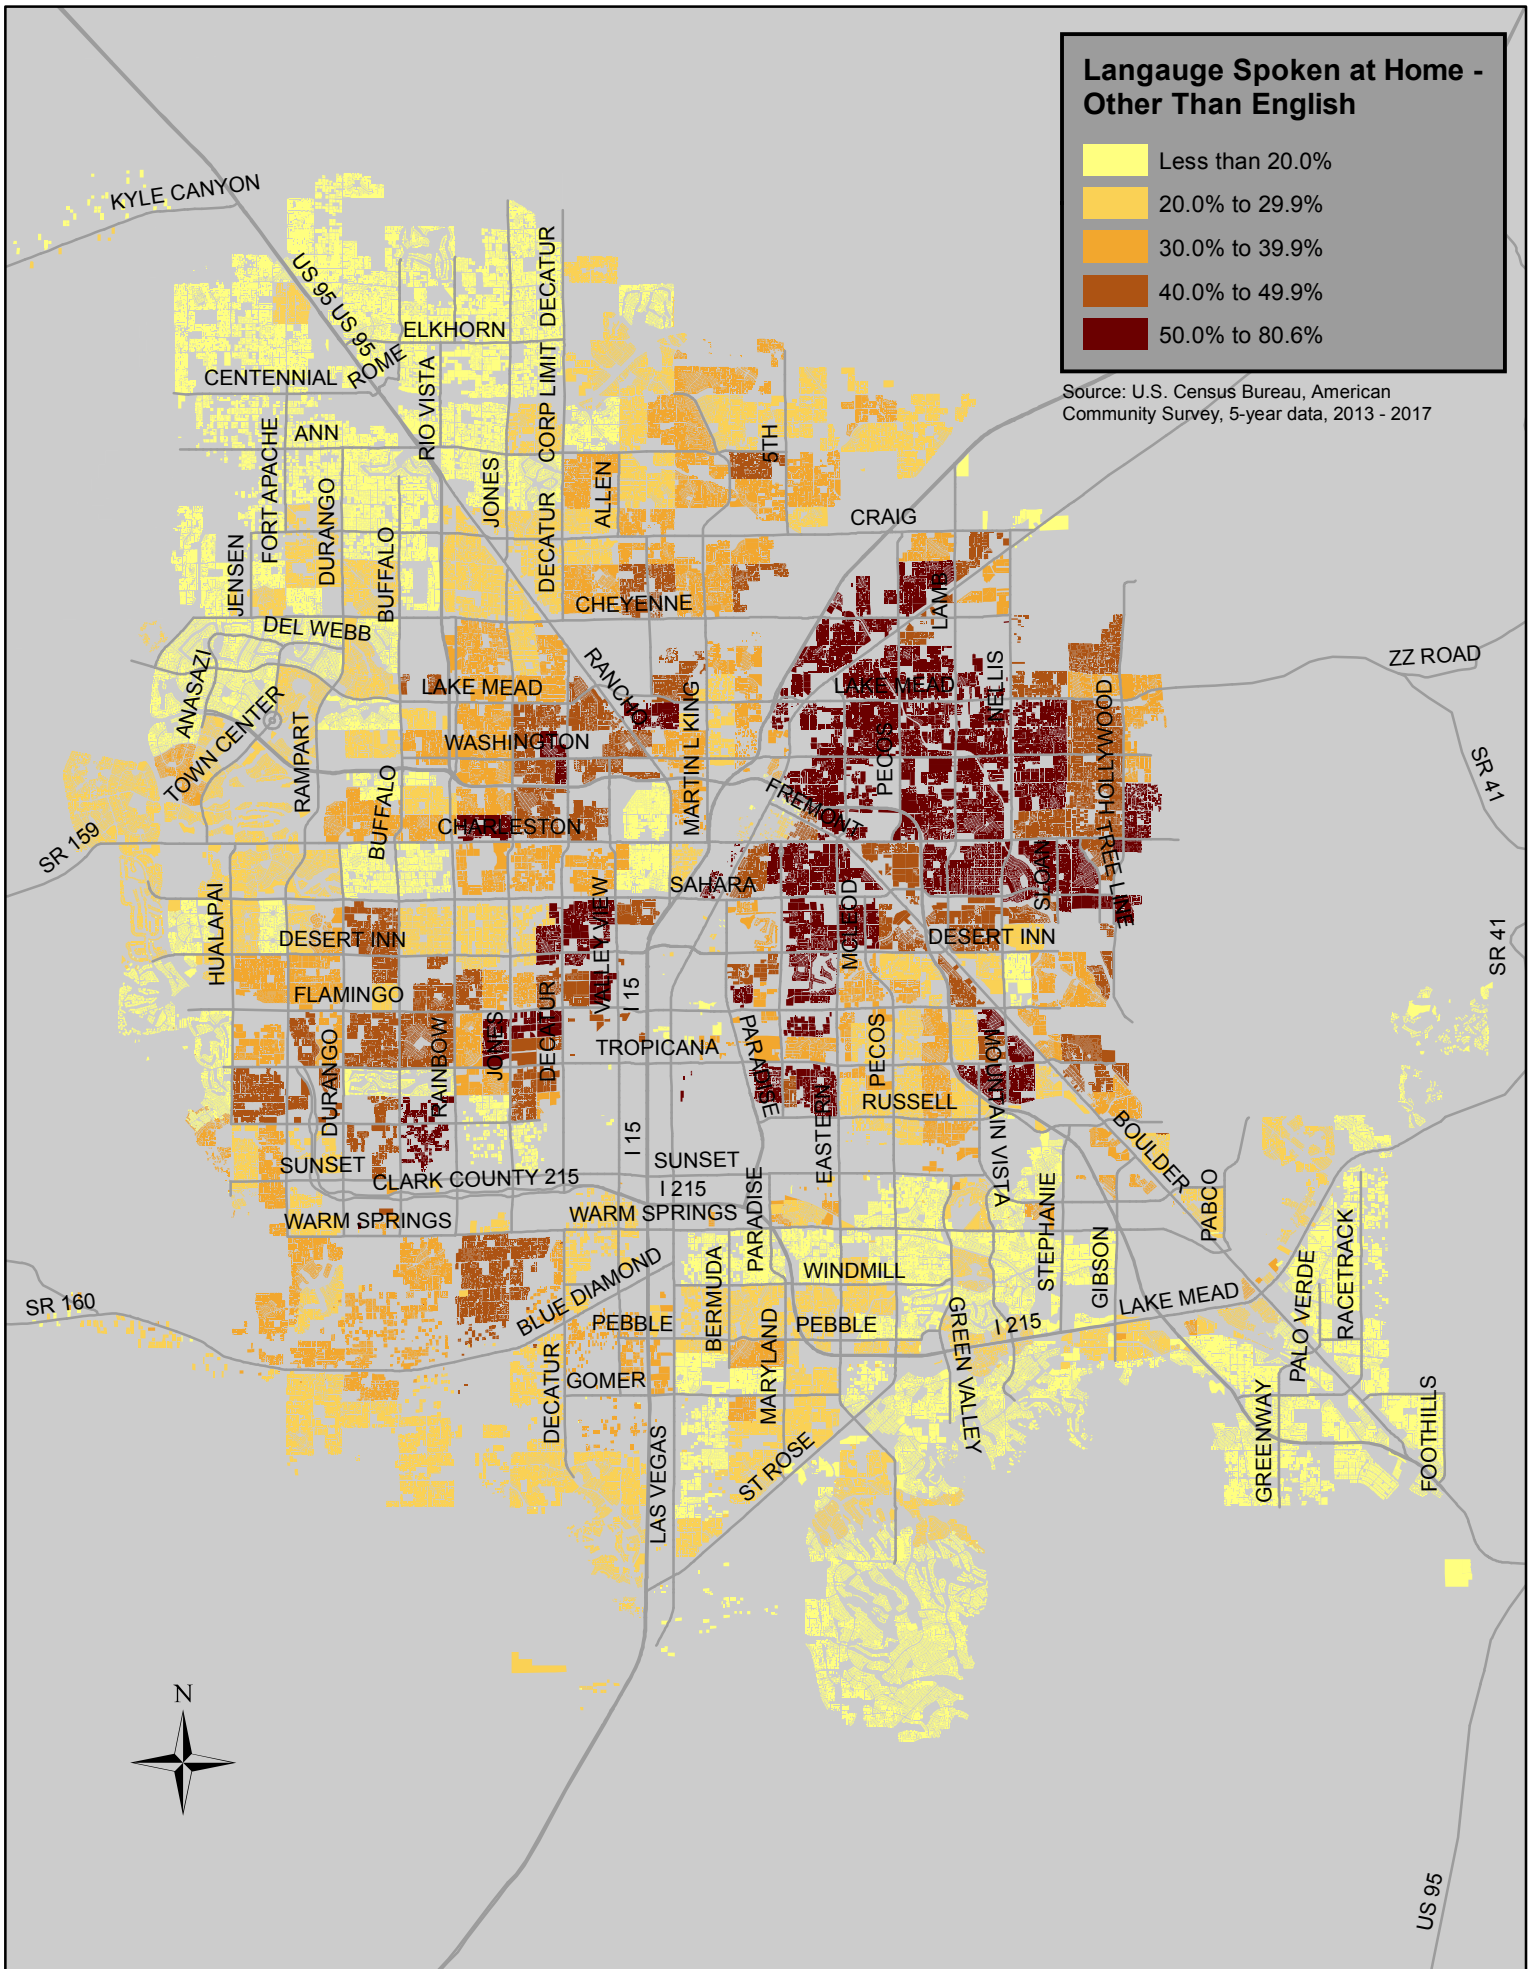 Langauge Spoken at Home -
Other Than English
Less than 20.0%
20.0% to 29.9%
30.0% to 39.9%
40.0% to 49.9%
50.0% to 80.6%
Source: U.S. Census Bureau, American
Community Survey, 5-year data, 2013 - 2017
KYLE CANYON
US 95
US 95
DECATUR
ELKHORN
ROME
CENTENNIAL
RIO VISTA
CORP LIMIT
ANN
FORT APACHE
5TH
JONES
ALLEN
DURANGO
DECATUR
CRAIG
BUFFALO
JENSEN
LAMB
CHEYENNE
DEL WEBB
ANASAZI
RANCHO
NELLIS
ZZ ROAD
LAKE MEAD
LAKE MEAD
TOWN CENTER
RAMPART
MARTIN L KING
WASHINGTON
PECOS
HOLLYWOOD
SR 41
BUFFALO
FREMONT
CHARLESTON
SR 159
TREE LINE
SLOAN
SAHARA
MCLEOD
VALLEY VIEW
HUALAPAI
DESERT INN
DESERT INN
SR 41
FLAMINGO
I 15
DECATUR
JONES
RAINBOW
DURANGO
TROPICANA
PARADISE
PECOS
MOUNTAIN VISTA
RUSSELL
EASTERN
BOULDER
I 15
SUNSET
SUNSET
CLARK COUNTY 215
I 215
PABCO
STEPHANIE
PARADISE
WARM SPRINGS
WARM SPRINGS
RACETRACK
GIBSON
PALO VERDE
WINDMILL
BERMUDA
BLUE DIAMOND
LAKE MEAD
SR 160
PEBBLE
PEBBLE
I 215
GREEN VALLEY
MARYLAND
GOMER
DECATUR
FOOTHILLS
GREENWAY
ST ROSE
LAS VEGAS
N
US 95